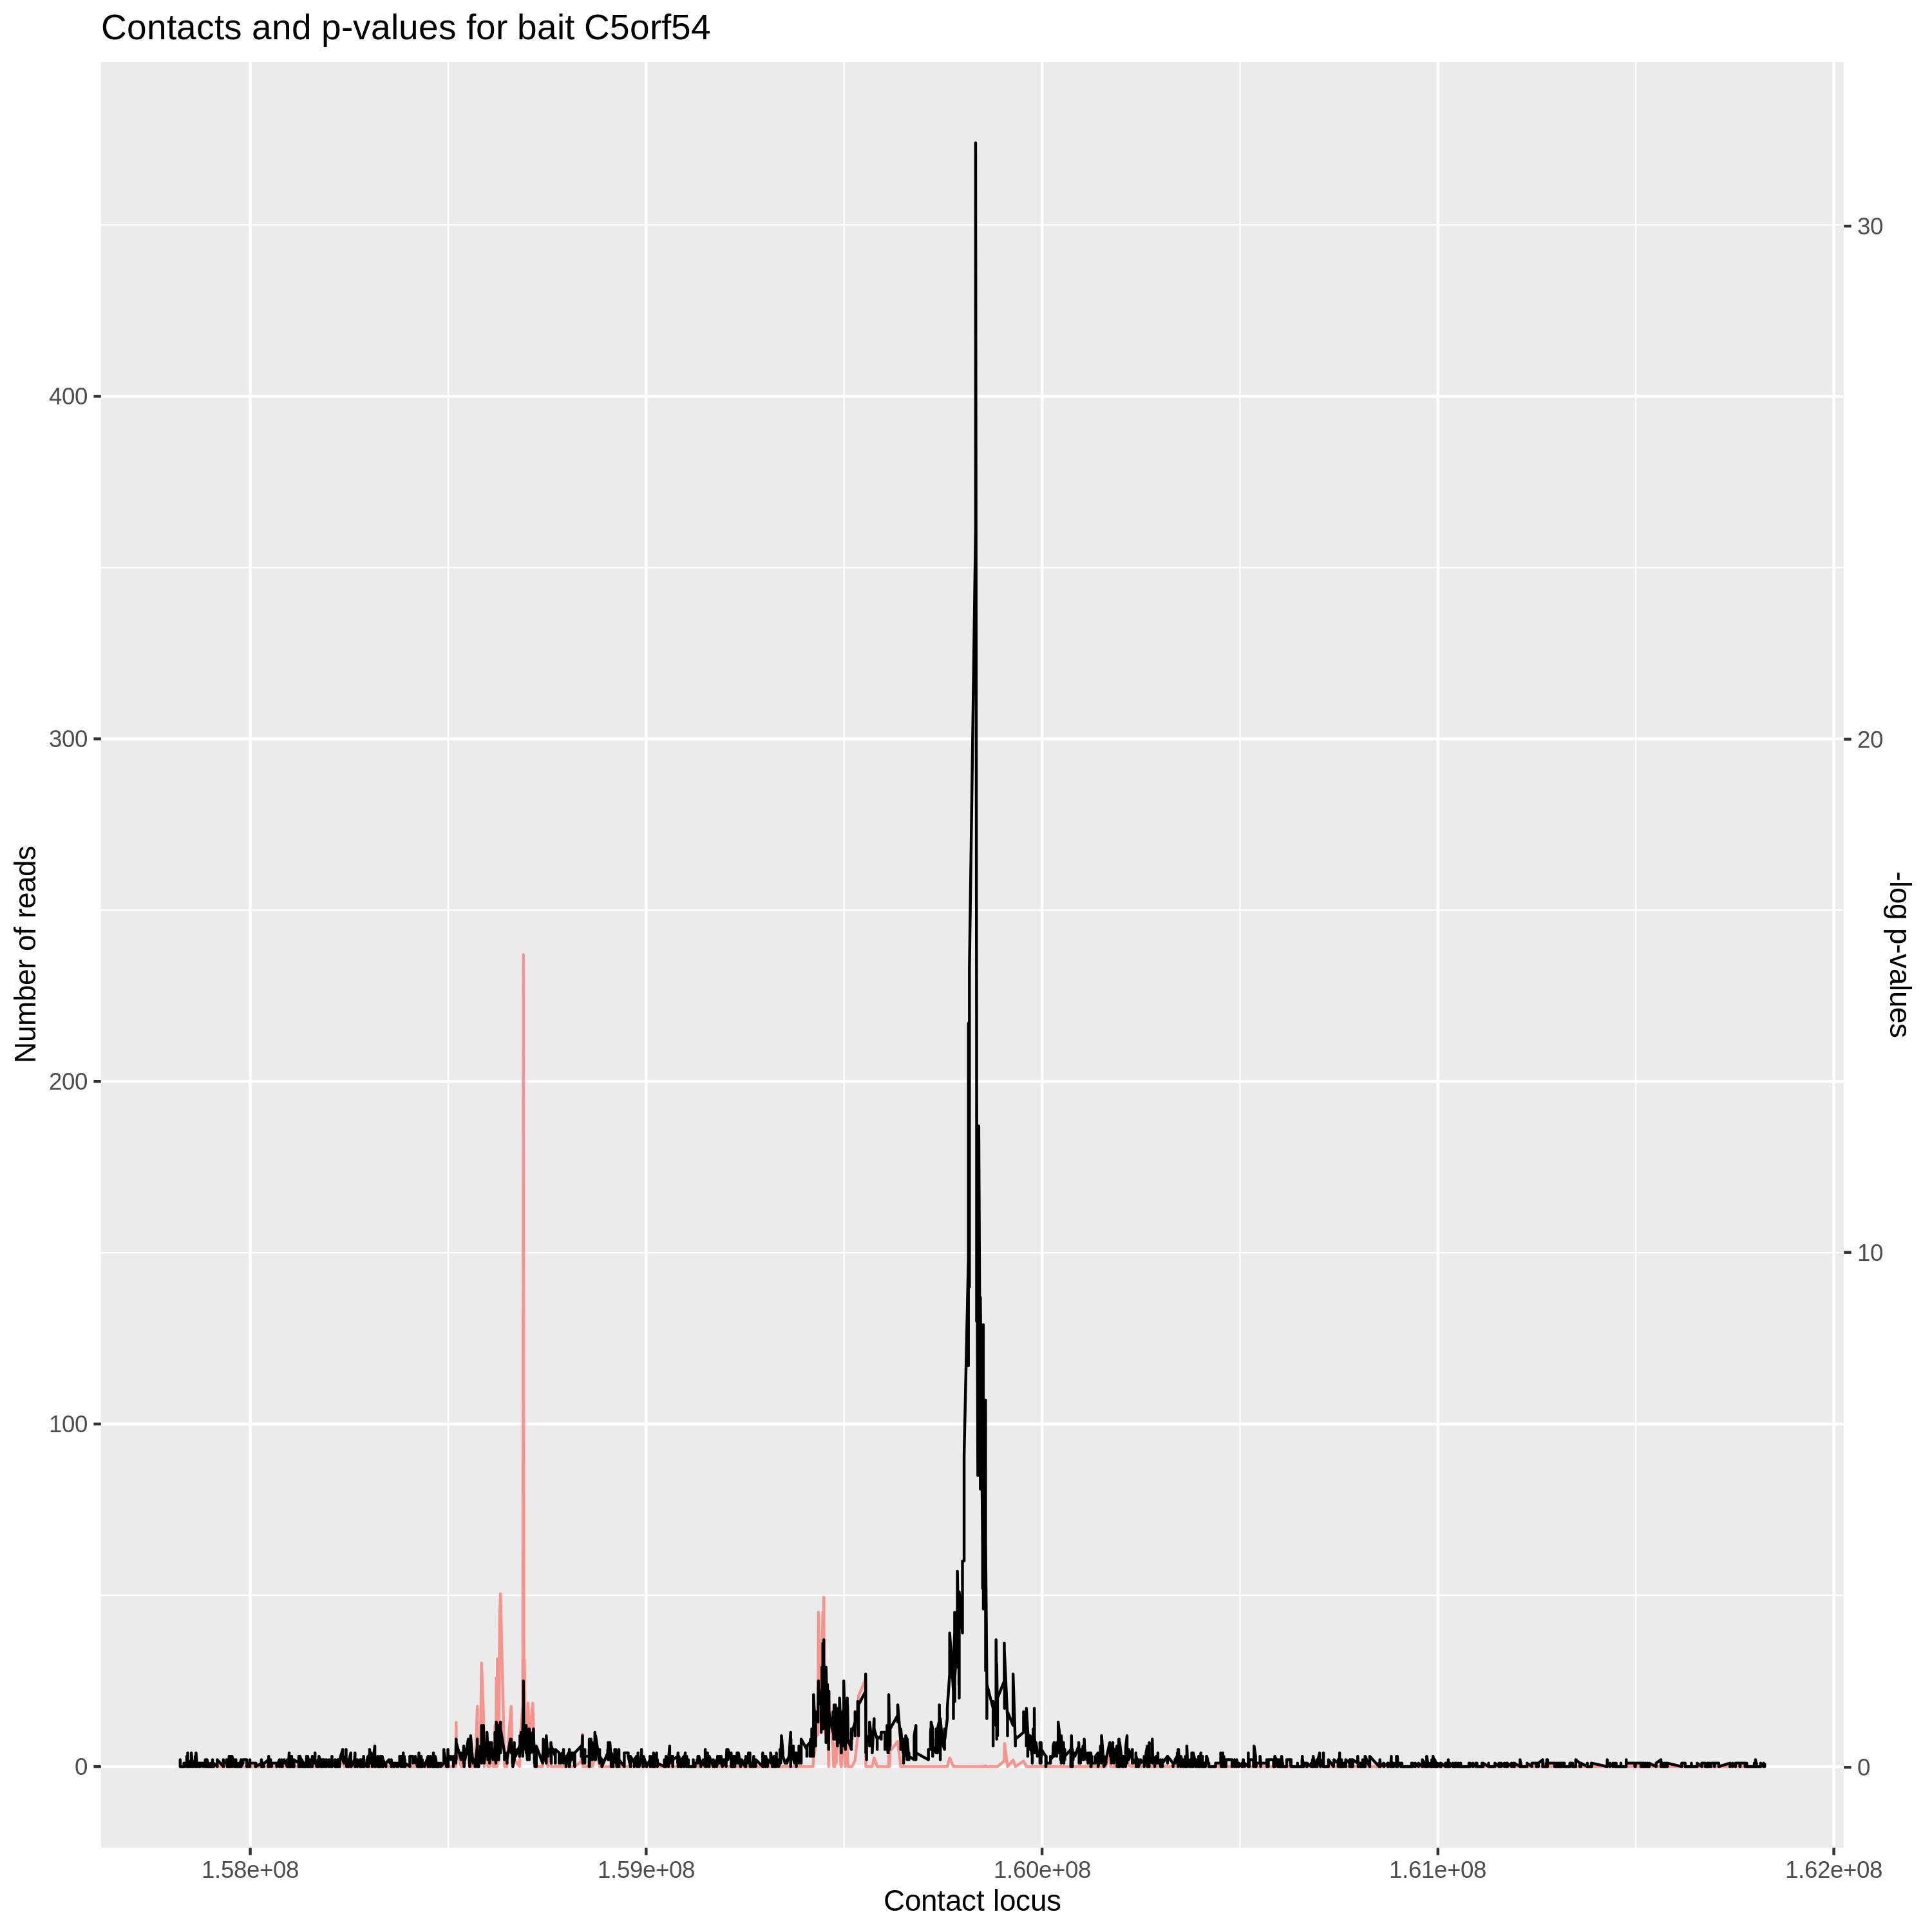 Contacts and p-values for bait C5orf54
Number of reads
400
300
200
100
0
30
20
10
0
-log p-values
1.58e+08
1.59e+08
1.60e+08
1.61e+08
1.62e+08
Contact locus